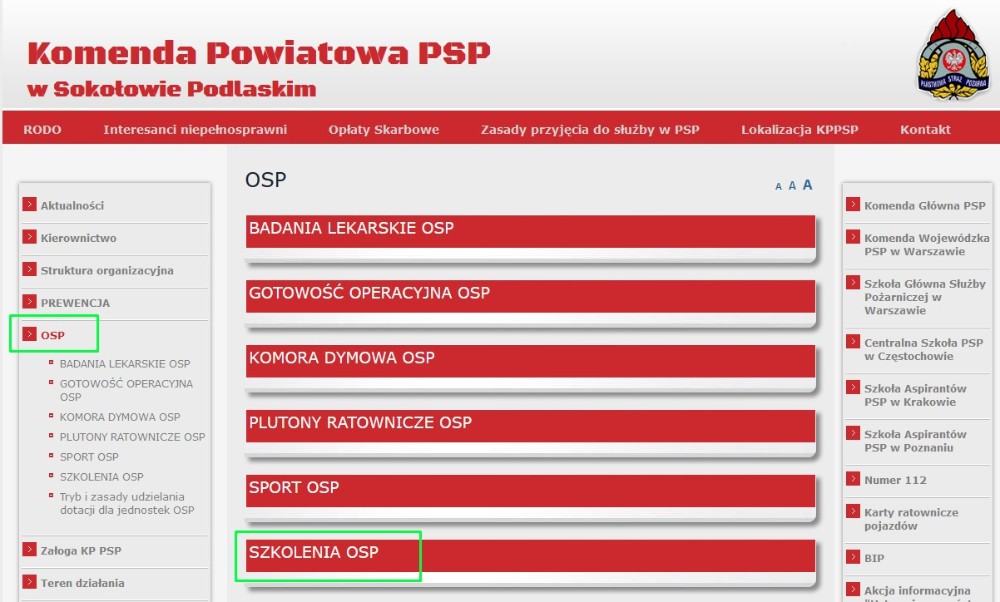 Komenda Powiatowa PSP
w Sokołowie Podlaskim
PAŃSTWOWA STRAŻ POŻARNA
RODO
Interesanci niepełnosprawni
Opłaty Skarbowe
Zasady przyjęcia do służby w PSP
Lokalizacja KPPSP
Kontakt
Aktualności
Kierownictwo
Struktura organizacyjna
PREWENCJA
OSP
BADANIA LEKARSKIE OSP
GOTOWOŚĆ OPERACYJNA
OSP
KOMORA DYMOWA OSP
PLUTONY RATOWNICZE OSP
SPORT OSP
SZKOLENIA OSP
Tryb i zasady udzielania
dotacji dla jednostek OSP
Załoga KP PSP
Teren działania
OSP
A A A
BADANIA LEKARSKIE OSP
GOTOWOŚĆ OPERACYJNA OSP
KOMORA DYMOWA OSP
PLUTONY RATOWNICZE OSP
SPORT OSP
SZKOLENIA OSP
Komenda Główna PSP
Komenda Wojewódzka
PSP w Warszawie
Szkoła Główna Służby
Pożarniczej w
Warszawie
Centralna Szkoła PSP
w Częstochowie
Szkoła Aspirantów
PSP w Krakowie
Szkoła Aspirantów
PSP w Poznaniu
Numer 112
Karty ratownicze
pojazdów
BIP
Akcja informacyjna